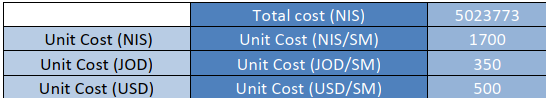 Total cost (NIS) 5023773
Unit Cost (NIS) Unit Cost (NIS/SM) 1700
Unit Cost (JOD) Unit Cost (JOD/SM) 350
Unit Cost (USD) Unit Cost (USD/SM) 500